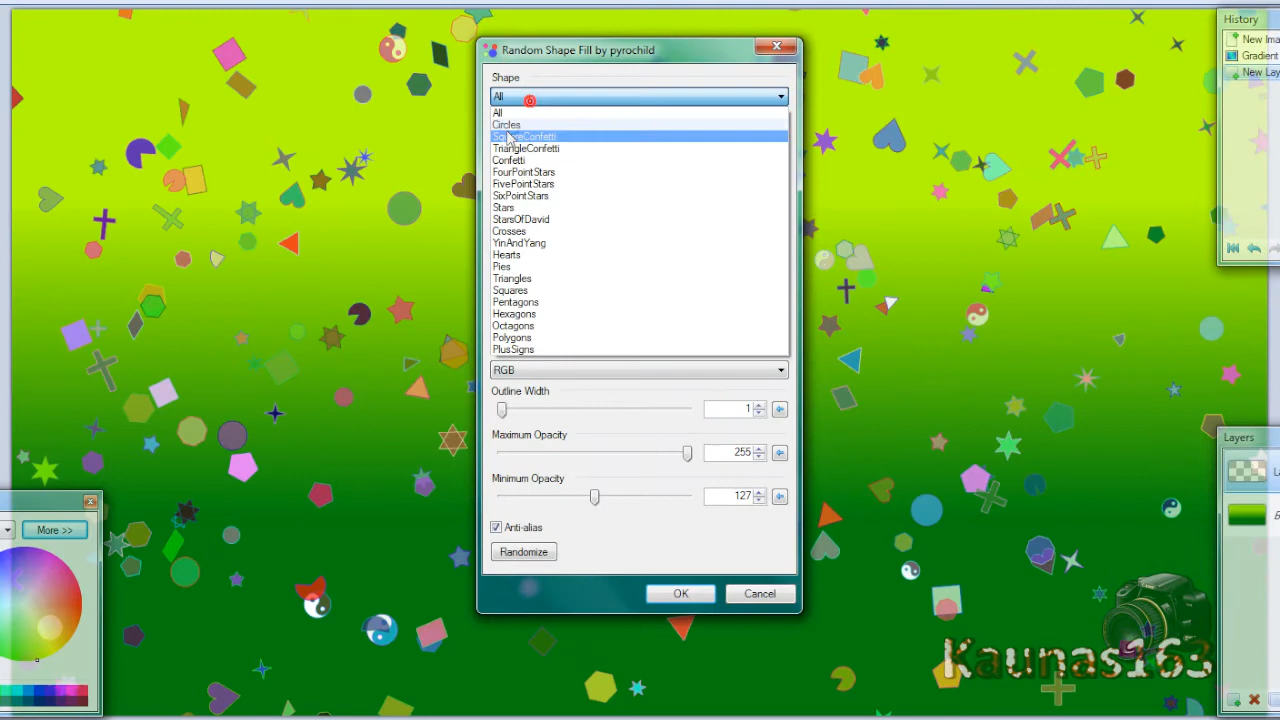 Random Shape Fill by pyrochild
History
New Ima
Gradient
New Lay
Shape
All
All
Circles
SquareConfetti
TriangleConfetti
Confetti
FourPointStars
FivePointStars
SixPointStars
Stars
StarsOfDavid
Crosses
YinAndYang
Hearts
Pies
Triangles
Squares
Pentagons
Hexagons
Octagons
Polygons
PlusSigns
RGB
Outline Width
1
Maximum Opacity
255
Minimum Opacity
127
Anti-alias
Randomize
OK
Cancel
More >>
Layers
La
B
Kaunas163